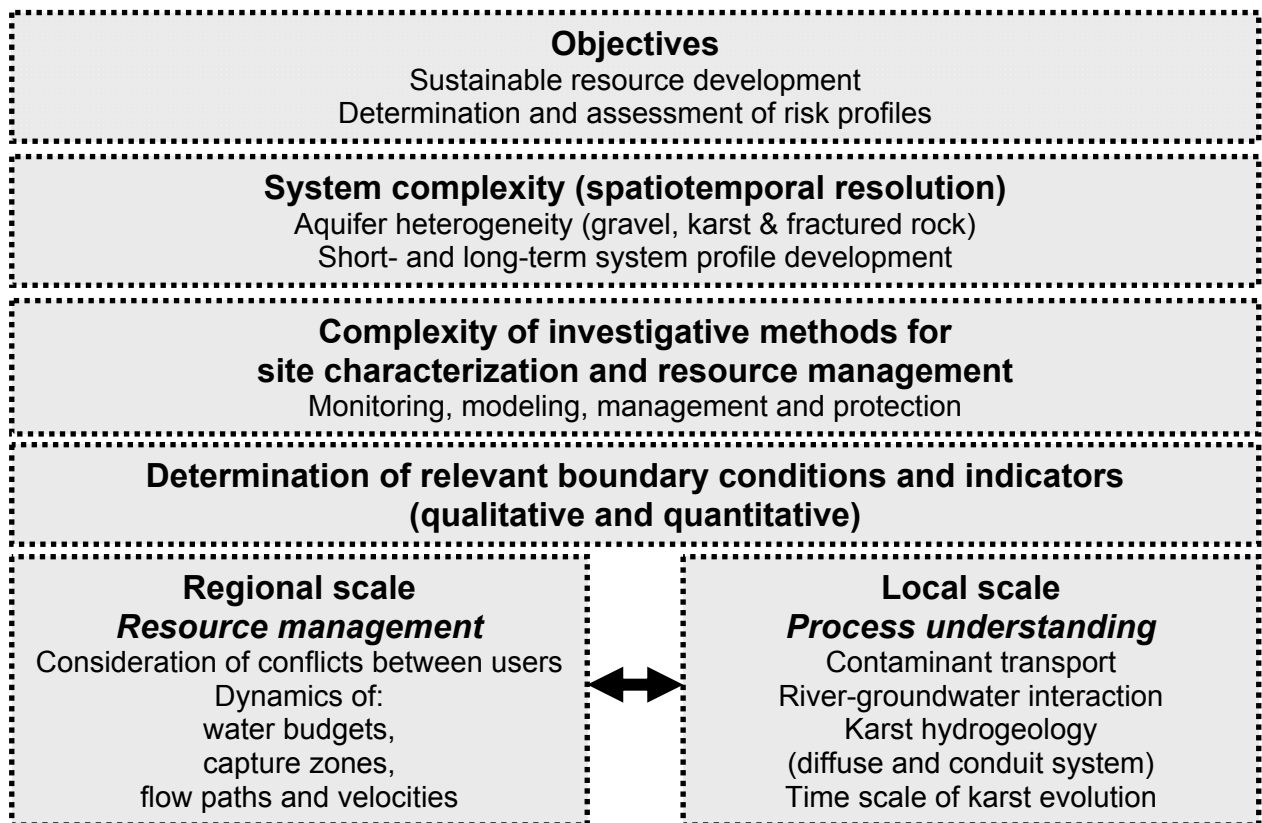 Objectives
Sustainable resource development
Determination and assessment of risk profiles
System complexity (spatiotemporal resolution)
Aquifer heterogeneity (gravel, karst & fractured rock)
Short- and long-term system profile development
Complexity of investigative methods for
site characterization and resource management
Monitoring, modeling, management and protection
Determination of relevant boundary conditions and indicators
(qualitative and quantitative)
Regional scale
Resource management
Consideration of conflicts between users
Dynamics of:
water budgets,
capture zones,
flow paths and velocities
Local scale
Process understanding
Contaminant transport
River-groundwater interaction
Karst hydrogeology
(diffuse and conduit system)
Time scale of karst evolution